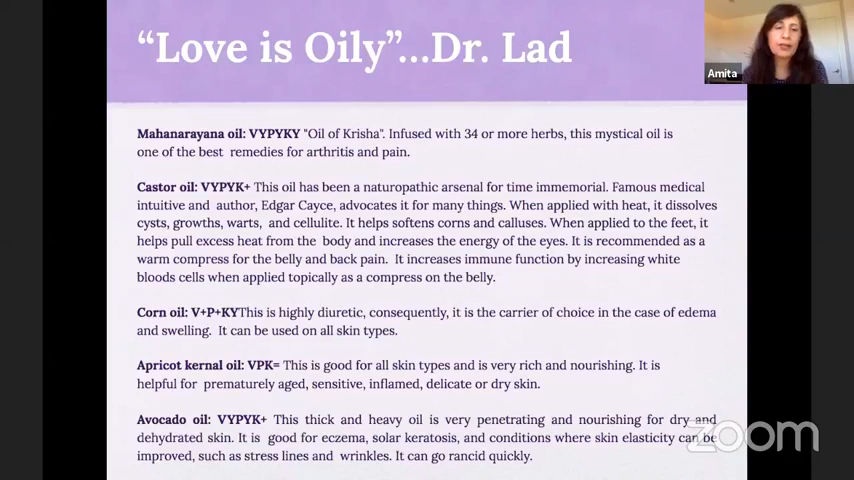 “Love is Oily”...Dr. Lad
Amita
Mahanarayana oil: VYPYKY "Oil of Krisha". Infused with 34 or more herbs, this mystical oil is
one of the best remedies for arthritis and pain.
Castor oil: VYPYK+ This oil has been a naturopathic arsenal for time immemorial. Famous medical
intuitive and author, Edgar Cayce, advocates it for many things. When applied with heat, it dissolves
cysts, growths, warts, and cellulite. It helps softens corns and calluses. When applied to the feet, it
helps pull excess heat from the body and increases the energy of the eyes. It is recommended as a
warm compress for the belly and back pain. It increases immune function by increasing white
bloods cells when applied topically as a compress on the belly.
Corn oil: V+P+KYThis is highly diuretic, consequently, it is the carrier of choice in the case of edema
and swelling. It can be used on all skin types.
Apricot kernal oil: VPK= This is good for all skin types and is very rich and nourishing. It is
helpful for prematurely aged, sensitive, inflamed, delicate or dry skin.
Avocado oil: VYPYK+ This thick and heavy oil is very penetrating and nourishing for dry and
dehydrated skin. It is good for eczema, solar keratosis, and conditions where skin elasticity can be
improved, such as stress lines and wrinkles. It can go rancid quickly.
zoom